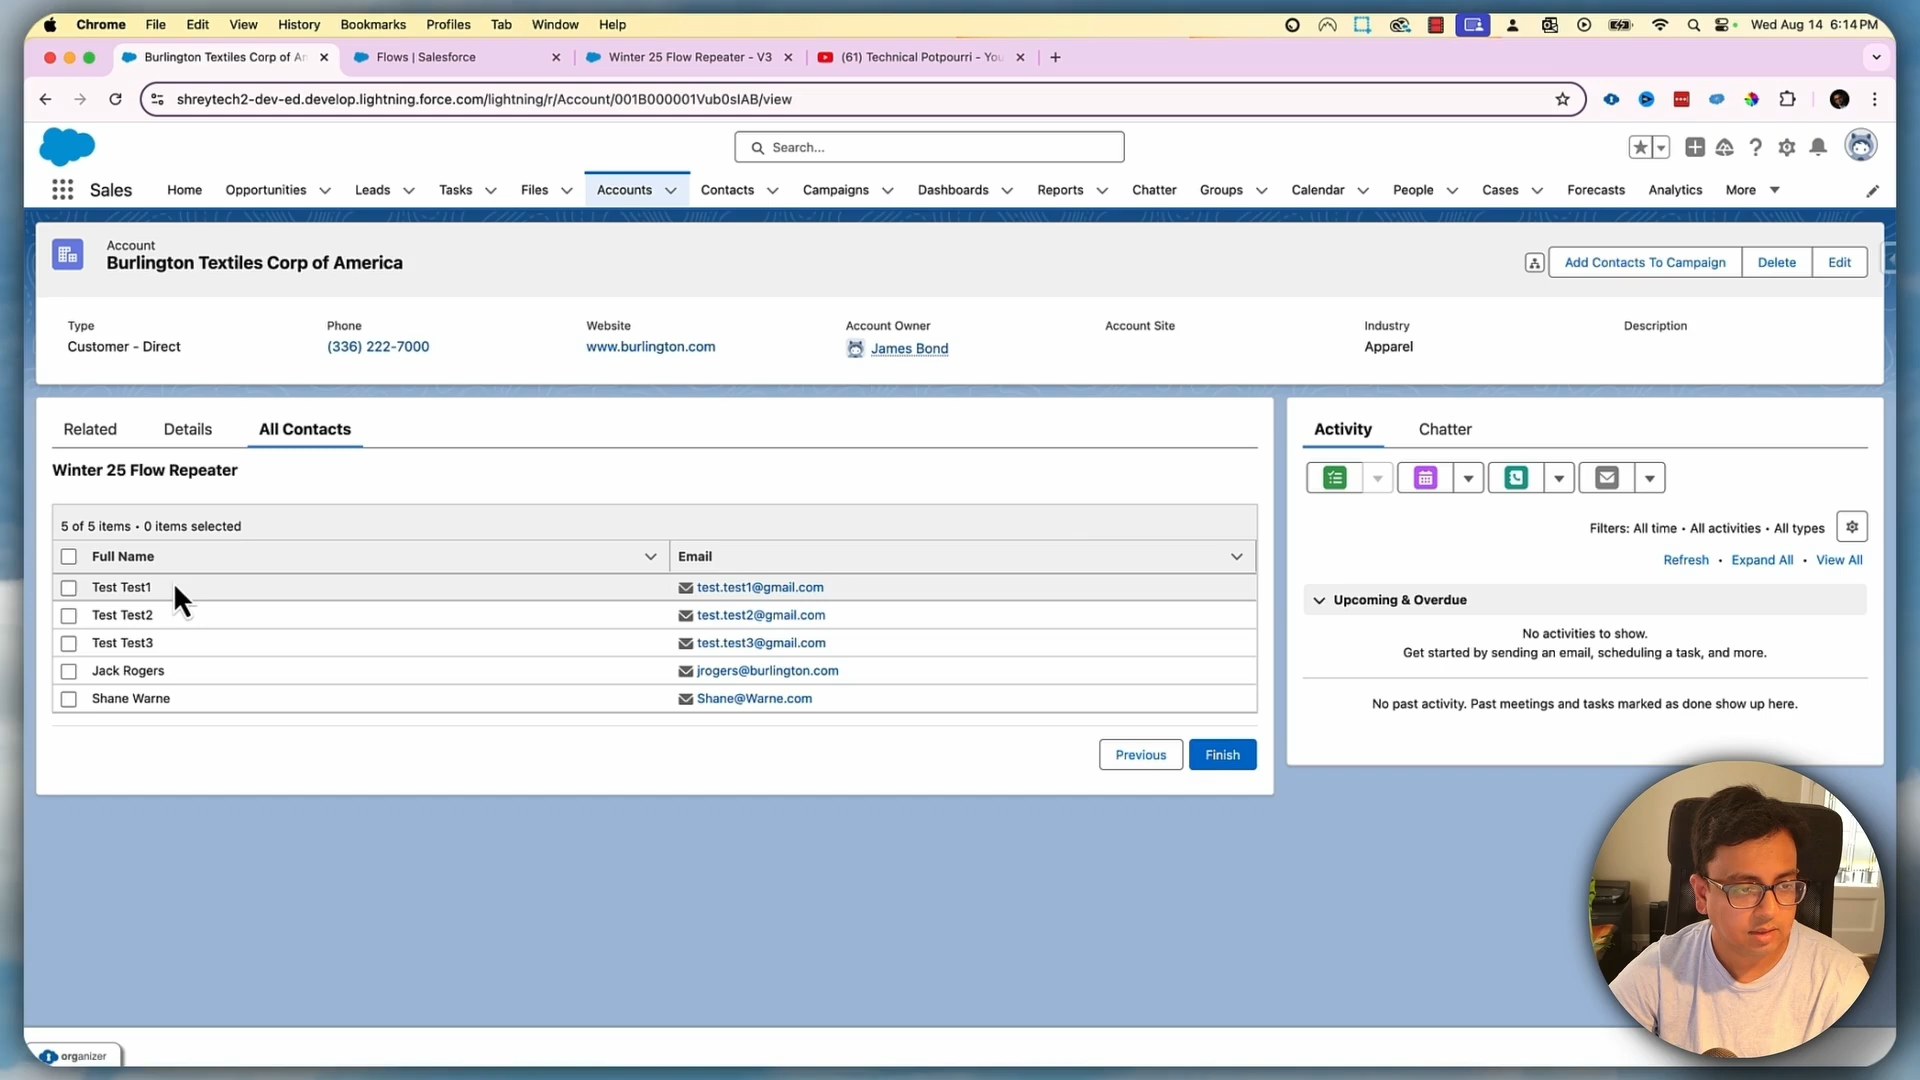 Chrome File Edit View History Bookmarks Profiles Tab Window Help Wed Aug 14 6:14 PM
Burlington Textiles Corp of Am Flows | Salesforce Winter 25 Flow Repeater - V3 (61) Technical Potpourri - You
shreytech2-dev-ed.develop.lightning.force.com/lightning/r/Account/001B000001Vub0sIAB/view
Search...
Sales Home Opportunities Leads Tasks Files Accounts Contacts Campaigns Dashboards Reports Chatter Groups Calendar People Cases Forecasts Analytics More
Account
Burlington Textiles Corp of America
Add Contacts To Campaign Delete Edit
Type Phone Website Account Owner Account Site Industry Description
Customer - Direct (336) 222-7000 www.burlington.com James Bond Apparel
Related Details All Contacts
Winter 25 Flow Repeater
5 of 5 items • 0 items selected
Full Name Email
Test Test1 test.test1@gmail.com
Test Test2 test.test2@gmail.com
Test Test3 test.test3@gmail.com
Jack Rogers jrogers@burlington.com
Shane Warne Shane@Warne.com
Previous Finish
Activity Chatter
Filters: All time • All activities • All types
Refresh • Expand All • View All
Upcoming & Overdue
No activities to show.
Get started by sending an email, scheduling a task, and more.
No past activity. Past meetings and tasks marked as done show up here.
organizer